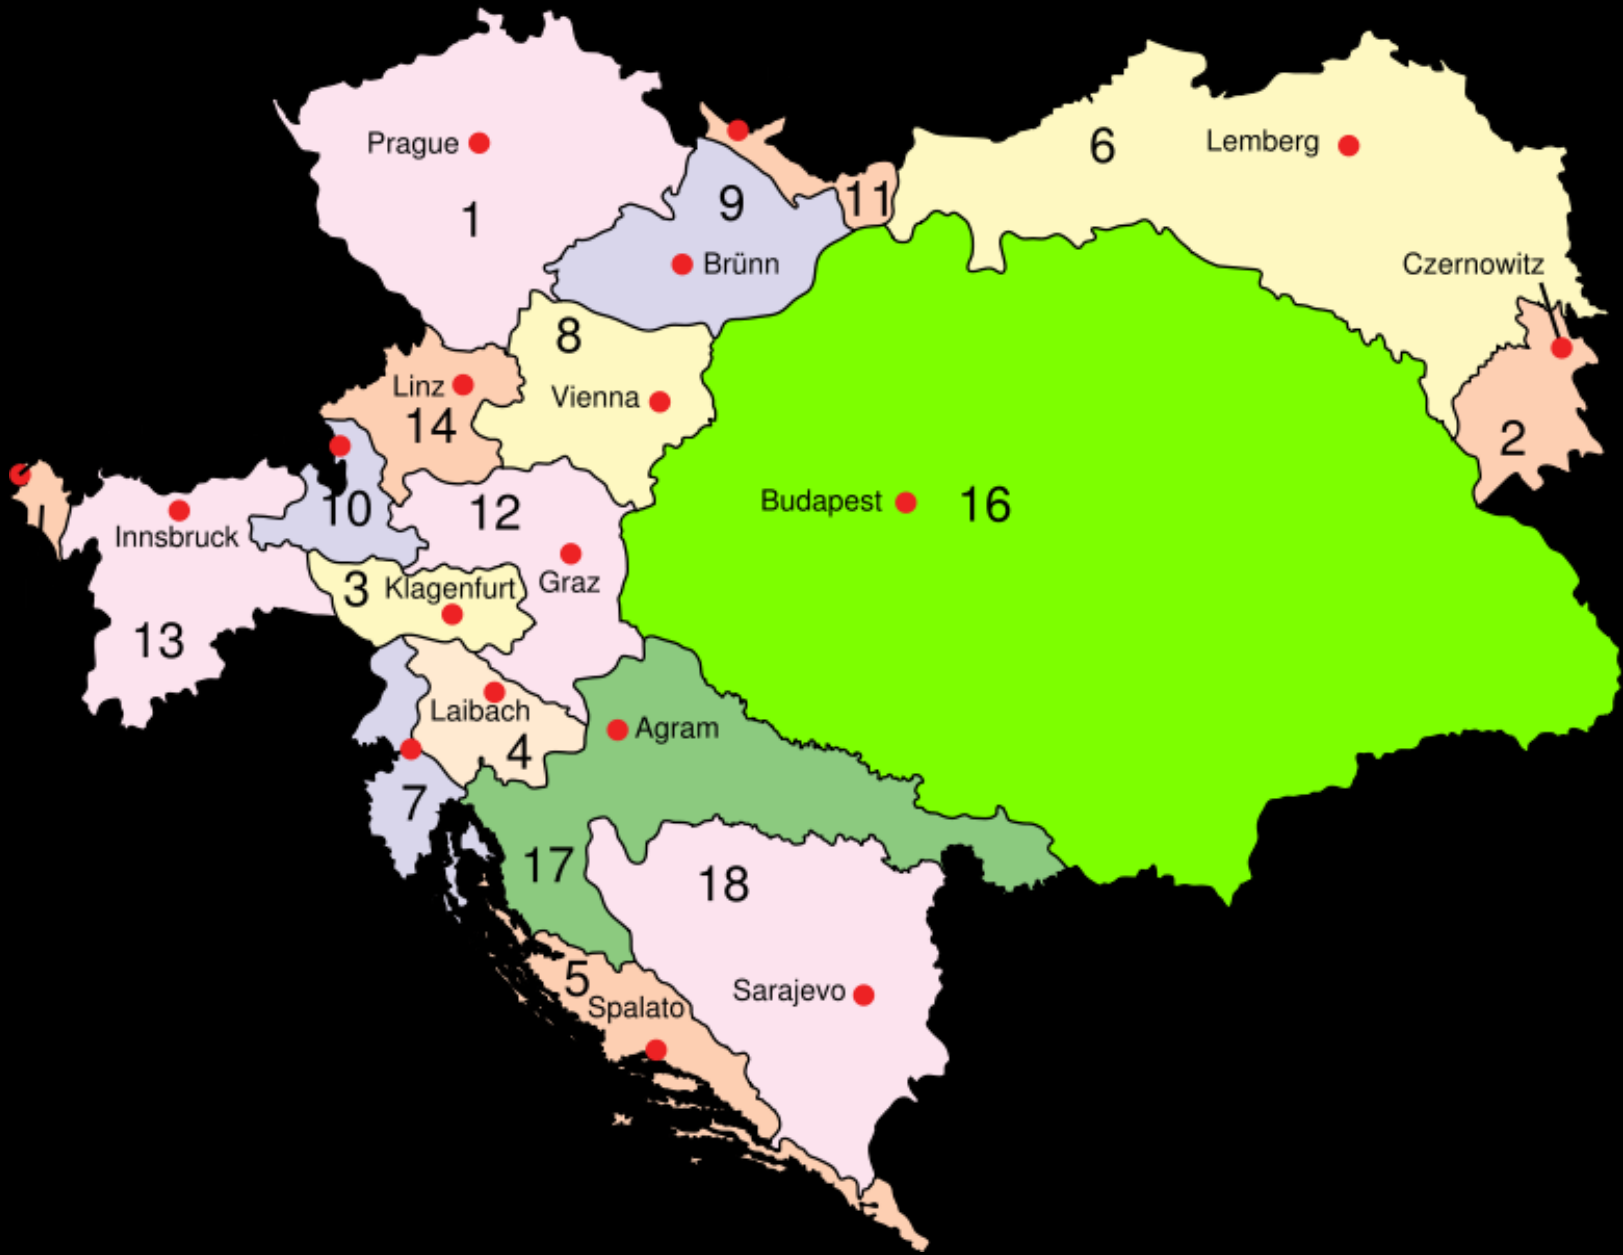 Prague
1
9
Brünn
11
6
Lemberg
Czernowitz
2
8
Vienna
Linz
14
10
Innsbruck
13
12
Graz
3
Klagenfurt
Budapest
16
Laibach
4
7
Agram
17
18
5
Spalato
Sarajevo